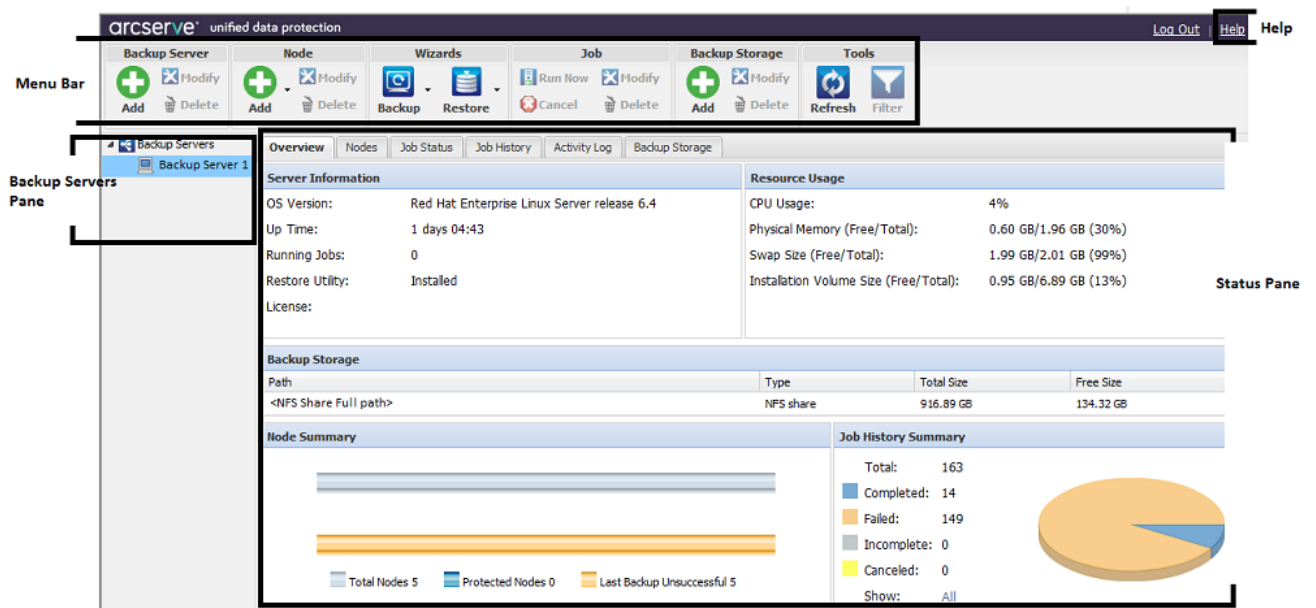 arcserve® unified data protection
Log Out | Help
Help
Menu Bar
Backup Server
Add
Modify
Delete
Node
Add
Modify
Delete
Wizards
Backup
Restore
Job
Run Now
Modify
Cancel
Delete
Backup Storage
Add
Modify
Delete
Tools
Refresh
Filter
Backup Servers
Backup Server 1
Backup Servers
Pane
Overview
Nodes
Job Status
Job History
Activity Log
Backup Storage
Server Information
OS Version: Red Hat Enterprise Linux Server release 6.4
Up Time: 1 days 04:43
Running Jobs: 0
Restore Utility: Installed
License:
Resource Usage
CPU Usage: 4%
Physical Memory (Free/Total): 0.60 GB/1.96 GB (30%)
Swap Size (Free/Total): 1.99 GB/2.01 GB (99%)
Installation Volume Size (Free/Total): 0.95 GB/6.89 GB (13%)
Status Pane
Backup Storage
Path Type Total Size Free Size
<NFS Share Full path> NFS share 916.89 GB 134.32 GB
Node Summary
Total Nodes 5 Protected Nodes 0 Last Backup Unsuccessful 5
Job History Summary
Total: 163
Completed: 14
Failed: 149
Incomplete: 0
Canceled: 0
Show: All